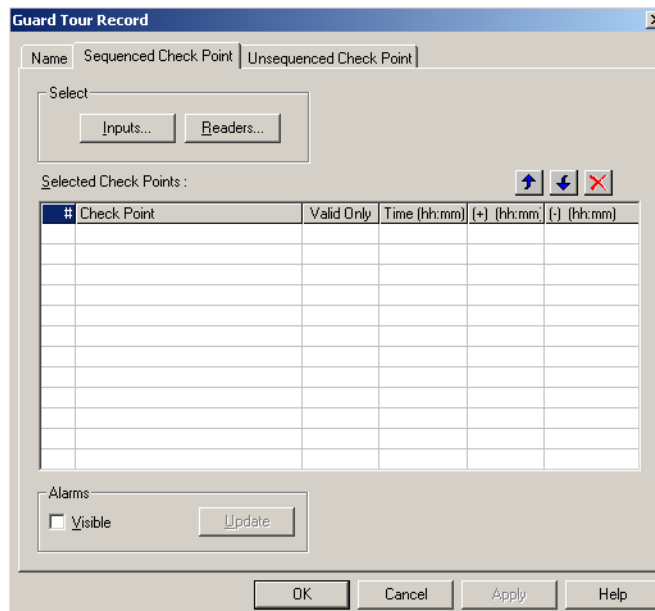 Guard Tour Record
Name Sequenced Check Point Unsequenced Check Point
Select
Inputs... Readers...
Selected Check Points :
# Check Point Valid Only Time (hh:mm) (+) (hh:mm) (-) (hh:mm)
Alarms
Visible Update
OK Cancel Apply Help